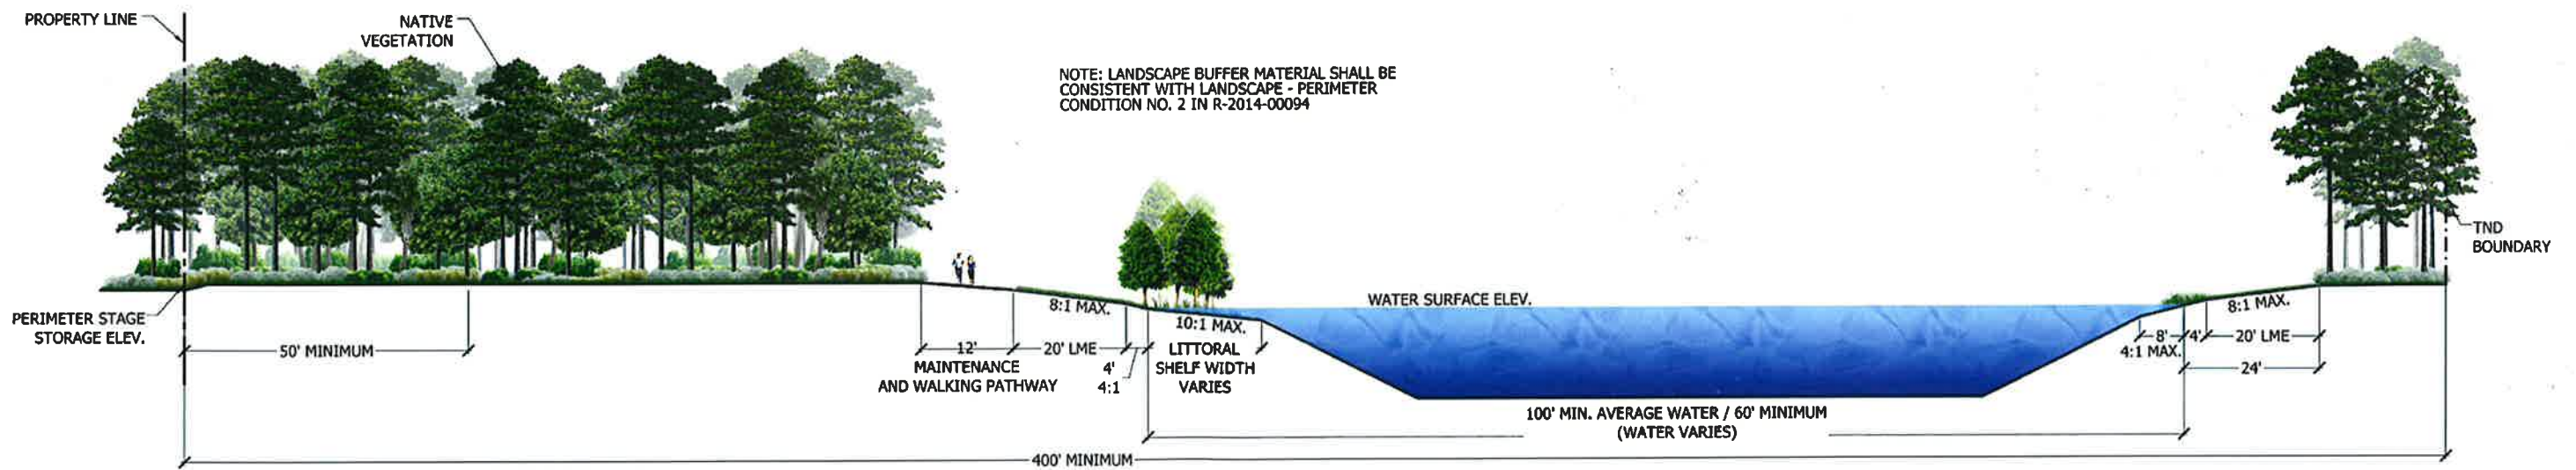 PROPERTY LINE
NATIVE
VEGETATION
NOTE: LANDSCAPE BUFFER MATERIAL SHALL BE
CONSISTENT WITH LANDSCAPE - PERIMETER
CONDITION NO. 2 IN R-2014-00094
TND
BOUNDARY
PERIMETER STAGE
STORAGE ELEV.
50' MINIMUM
12'
MAINTENANCE
AND WALKING PATHWAY
8:1 MAX.
20' LME
4'
4:1
10:1 MAX.
LITTORAL
SHELF WIDTH
VARIES
WATER SURFACE ELEV.
8:1 MAX.
8'
4'
20' LME
4:1 MAX.
24'
100' MIN. AVERAGE WATER / 60' MINIMUM
(WATER VARIES)
400' MINIMUM